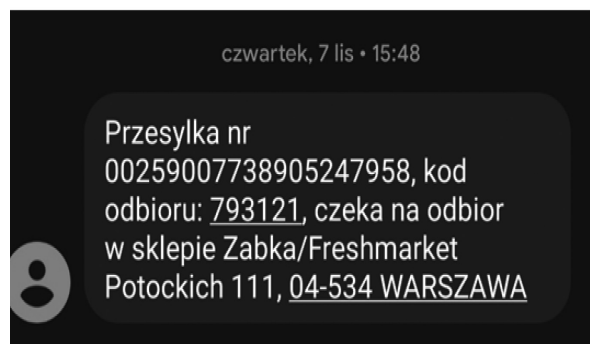 czwartek, 7 lis • 15:48
Przesylka nr
00259007738905247958, kod
odbioru: 793121, czeka na odbior
w sklepie Zabka/Freshmarket
Potockich 111, 04-534 WARSZAWA